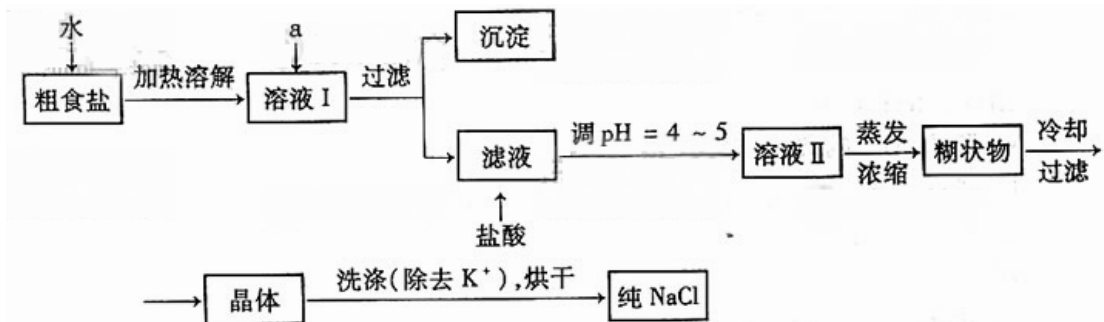 水
a
沉淀
粗食盐
加热溶解
溶液 I
过滤
滤液
调 pH = 4 ~ 5
溶液 Ⅱ
蒸发
浓缩
糊状物
冷却
过滤
盐酸
晶体
洗涤(除去 K⁺),烘干
纯 NaCl